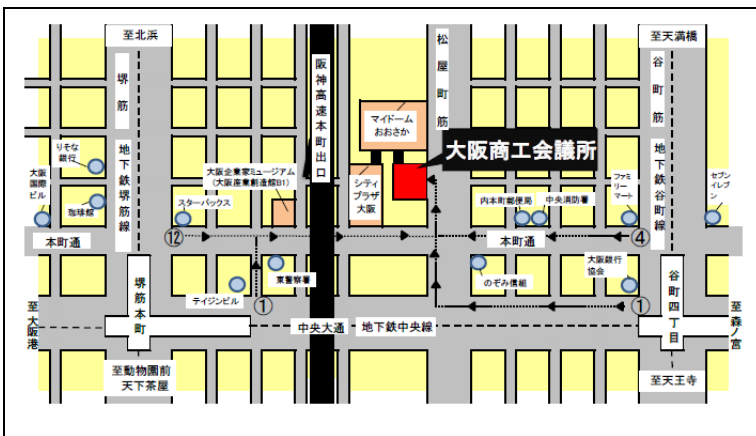 至北浜
至天満橋
堺筋
地下鉄堺筋線
阪神高速本町出口
松屋町筋
谷町筋
地下鉄谷町線
マイドーム
おおさか
大阪商工会議所
りそな
銀行
大阪
国際
ビル
珈琲館
大阪企業家ミュージアム
(大阪産業創造館B1)
スターバックス
シティ
プラザ
大阪
内本町郵便局
中央消防署
ファ
ミリー
マート
セブン
イレブ
ン
本町通
⑫
本町通
④
堺筋本町
テイジンビル
①
東警察署
のぞみ信組
大阪銀行
協会
①
谷町四丁目
至大阪港
中央大通
地下鉄中央線
至森ノ宮
至動物園前
天下茶屋
至天王寺